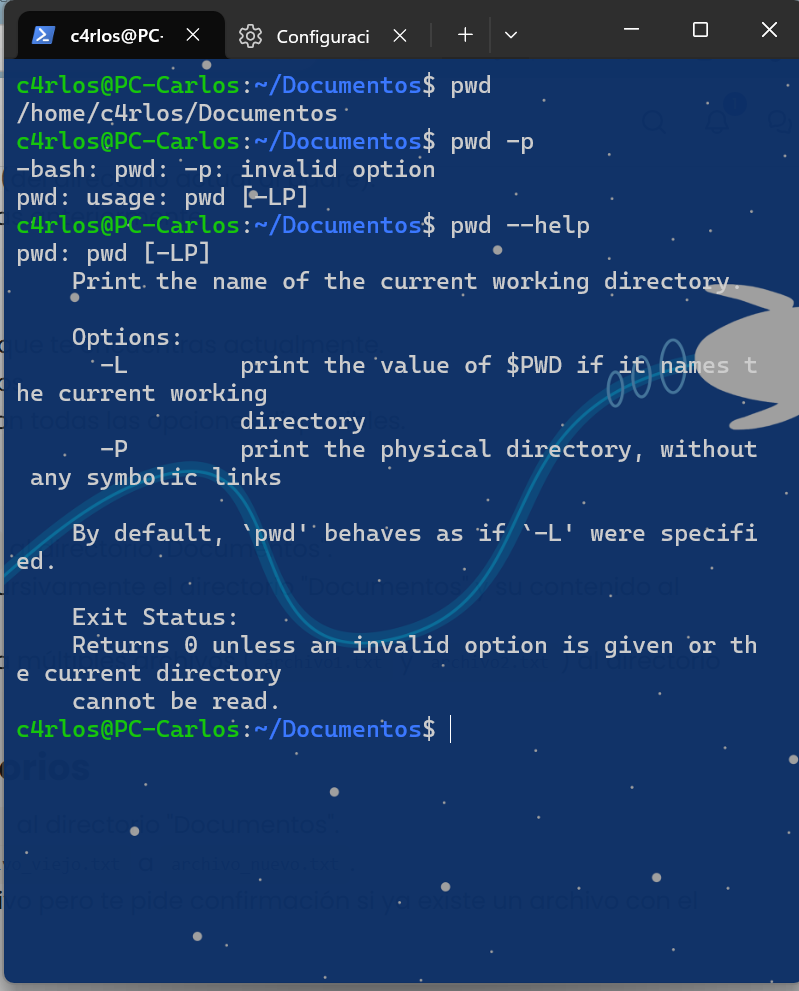 c4rlos@PC-
Configuraci
c4rlos@PC-Carlos:~/Documentos$ pwd
/home/c4rlos/Documentos
c4rlos@PC-Carlos:~/Documentos$ pwd -p
-bash: pwd: -p: invalid option
pwd: usage: pwd [-LP]
c4rlos@PC-Carlos:~/Documentos$ pwd --help
pwd: pwd [-LP]
    Print the name of the current working directory.

    Options:
      -L        print the value of $PWD if it names t
he current working
                directory
      -P        print the physical directory, without
 any symbolic links

    By default, `pwd' behaves as if `-L' were specifi
ed.

    Exit Status:
    Returns 0 unless an invalid option is given or th
e current directory
    cannot be read.
c4rlos@PC-Carlos:~/Documentos$